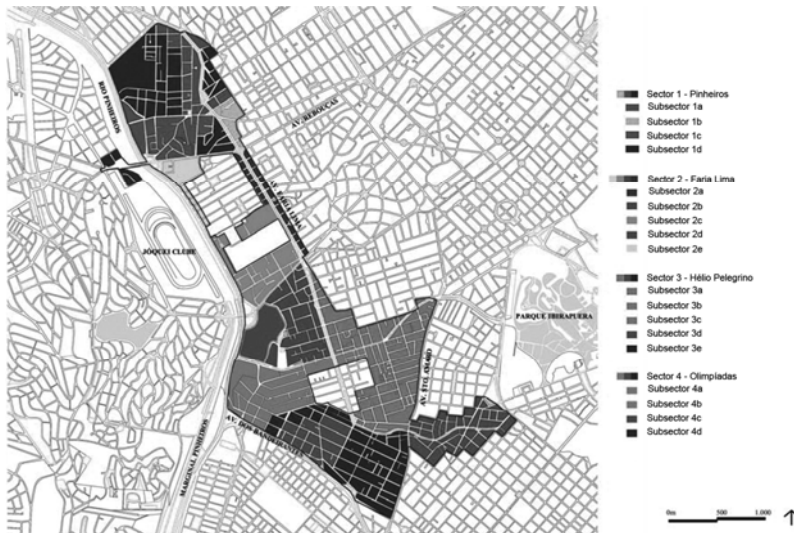 RIO PINHEIROS
AV. REBOUÇAS
AV. FARIA LIMA
JÓQUEI CLUBE
PARQUE IBIRAPUERA
AV. STO. AMARO
AV. DOS BANDEIRANTES
MARGINAL PINHEIROS
Sector 1 - Pinheiros
Subsector 1a
Subsector 1b
Subsector 1c
Subsector 1d
Sector 2 - Faria Lima
Subsector 2a
Subsector 2b
Subsector 2c
Subsector 2d
Subsector 2e
Sector 3 - Hélio Pelegrino
Subsector 3a
Subsector 3b
Subsector 3c
Subsector 3d
Subsector 3e
Sector 4 - Olimpíadas
Subsector 4a
Subsector 4b
Subsector 4c
Subsector 4d
0m 500 1.000